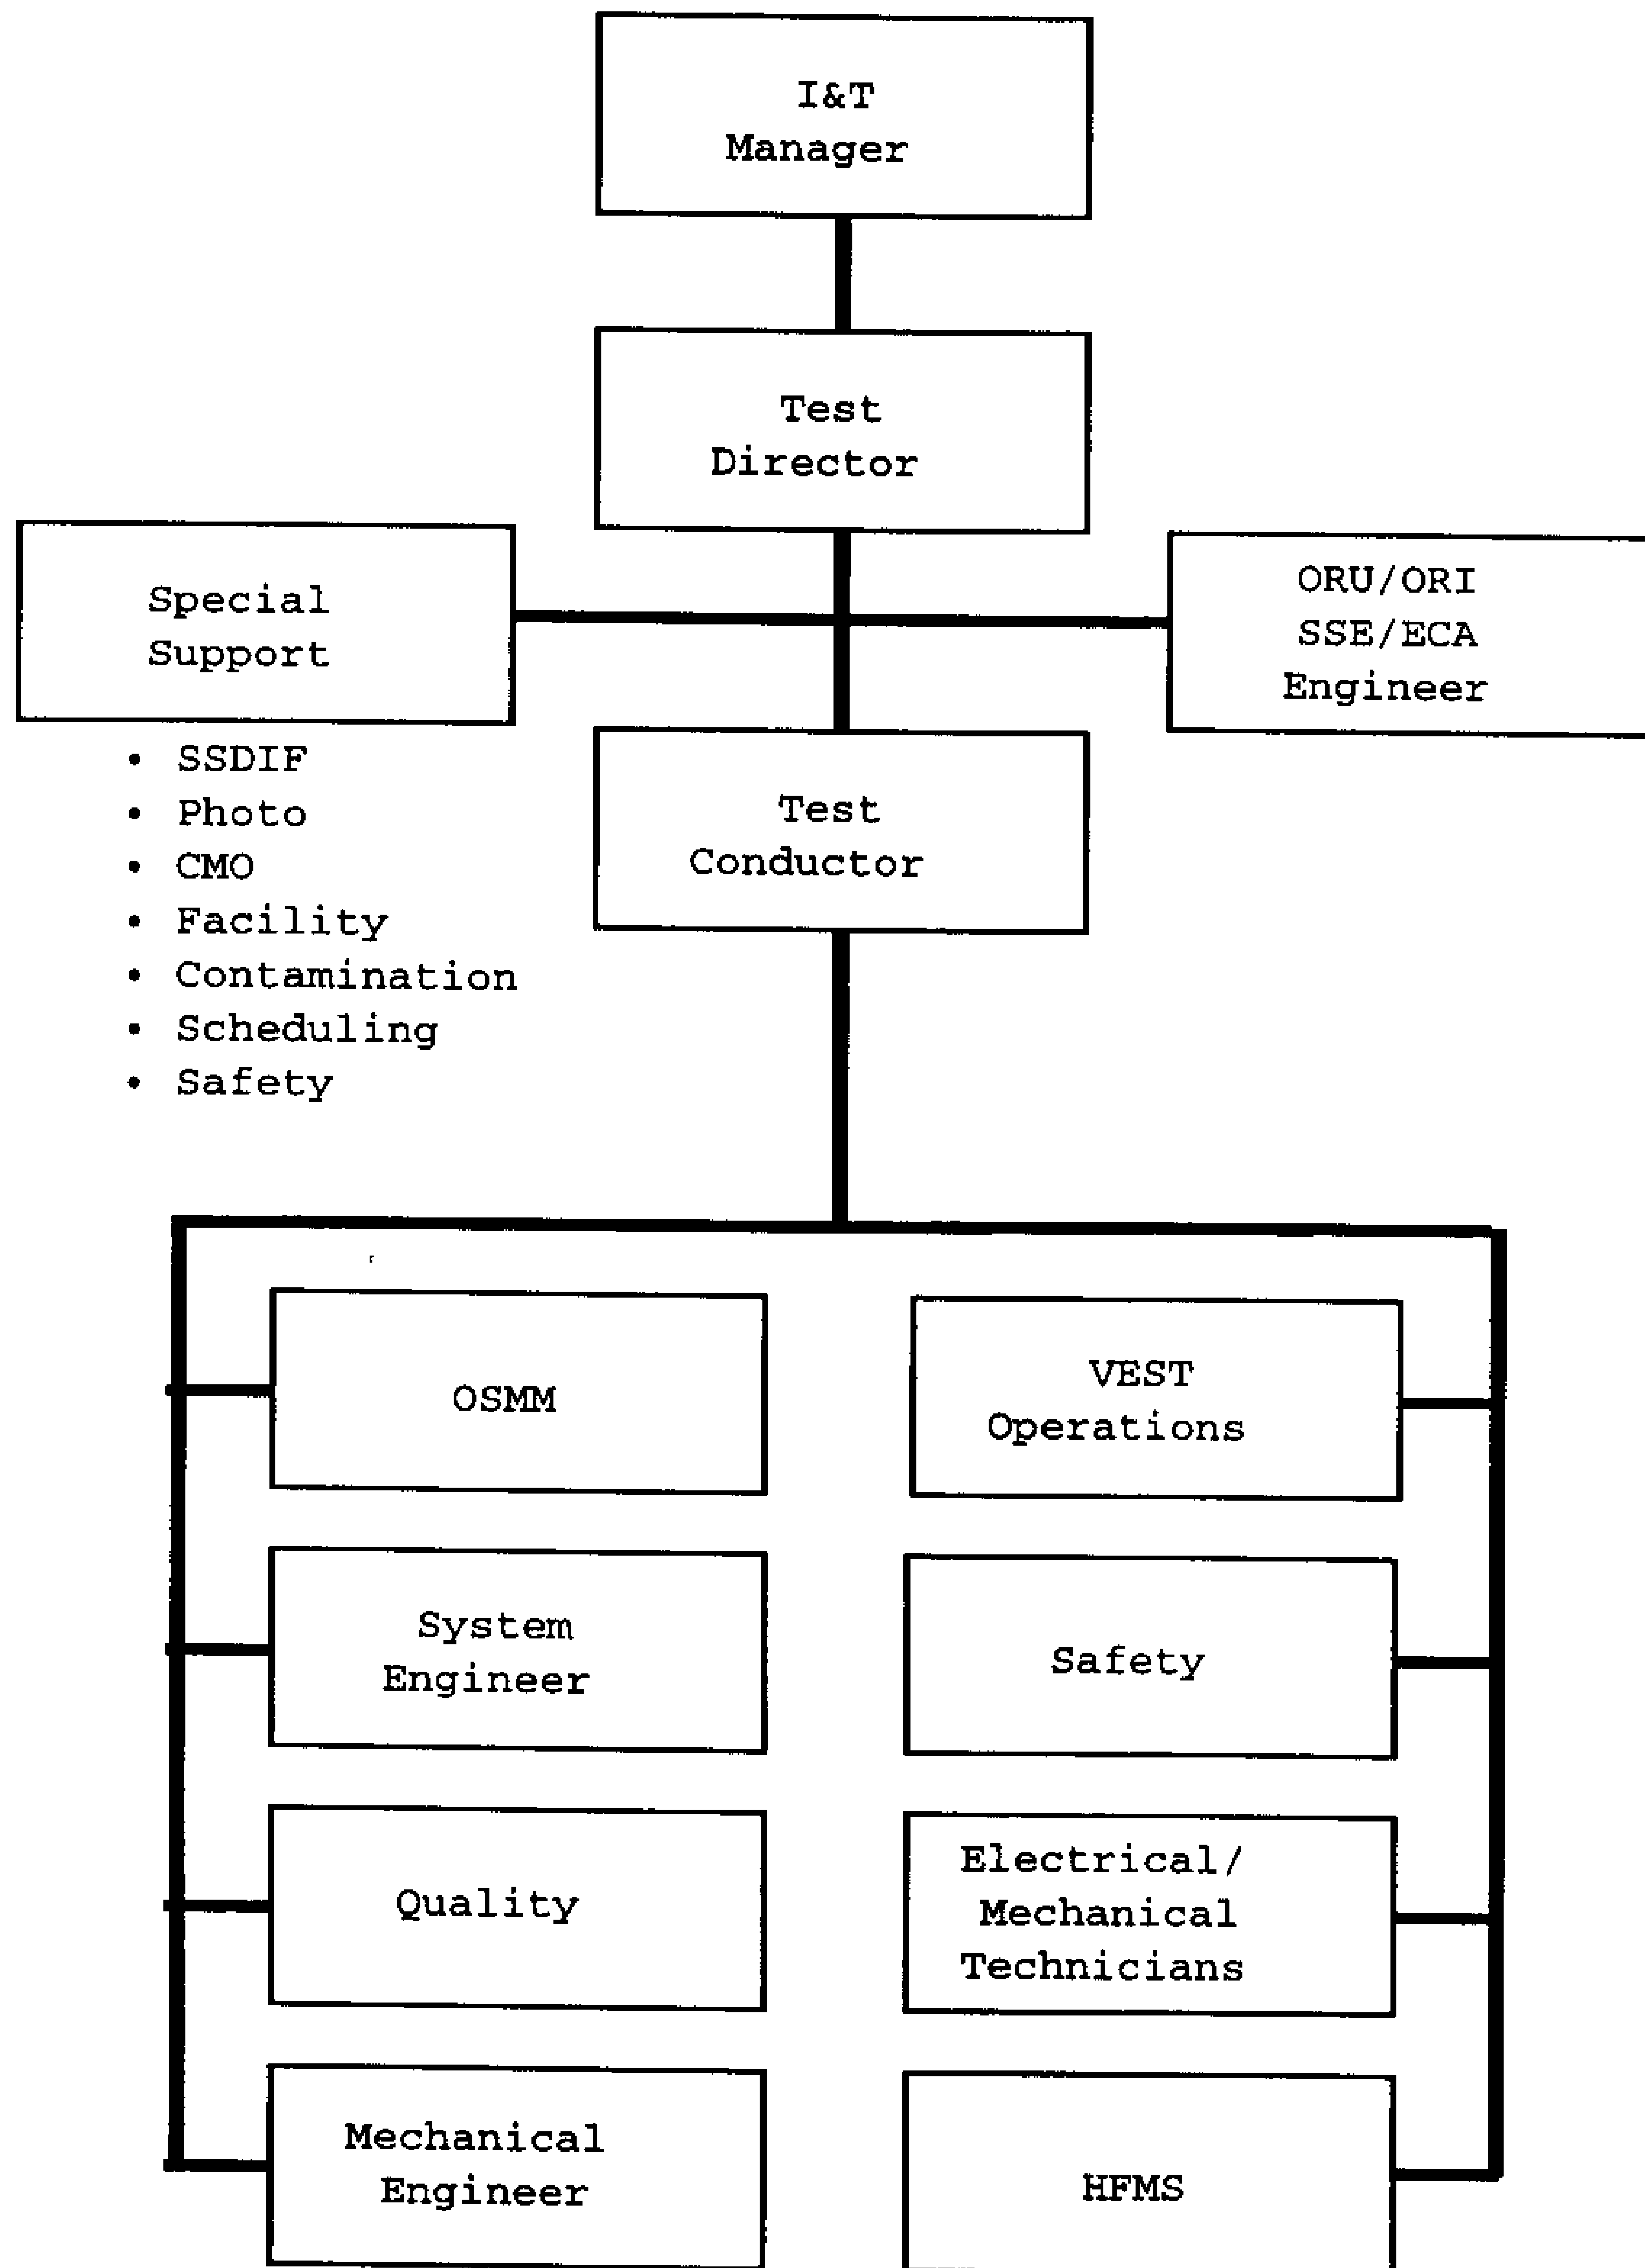 I&T
Manager
Test
Director
Special
Support
ORU/ORI
SSE/ECA
Engineer
• SSDIF
• Photo
• CMO
• Facility
• Contamination
• Scheduling
• Safety
Test
Conductor
OSMM
VEST
Operations
System
Engineer
Safety
Quality
Electrical/
Mechanical
Technicians
Mechanical
Engineer
HFMS